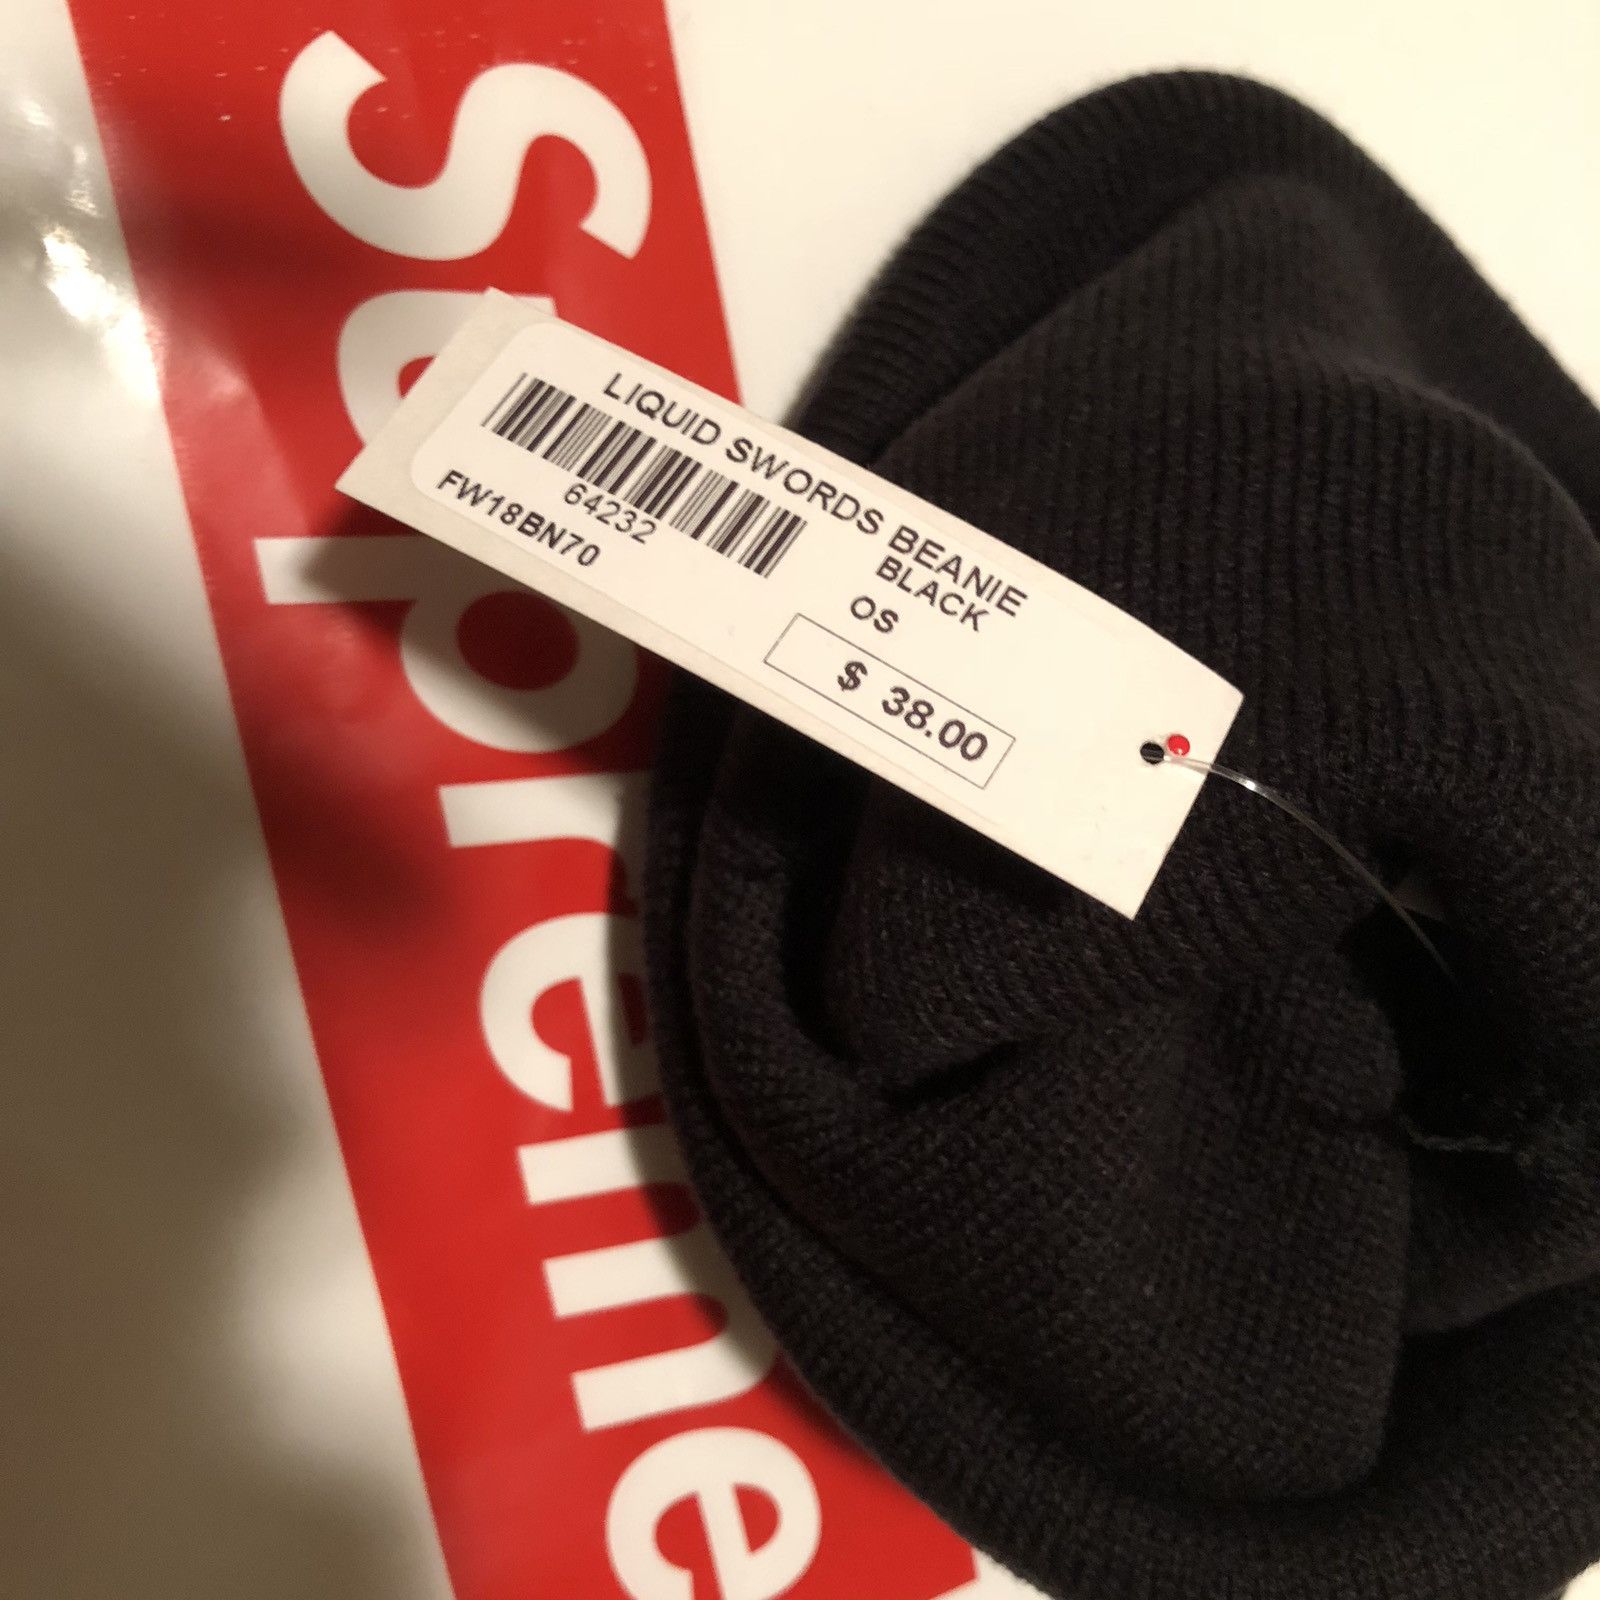 Supreme
LIQUID SWORDS BEANIE
BLACK
64232
OS
FW18BN70
$ 38.00